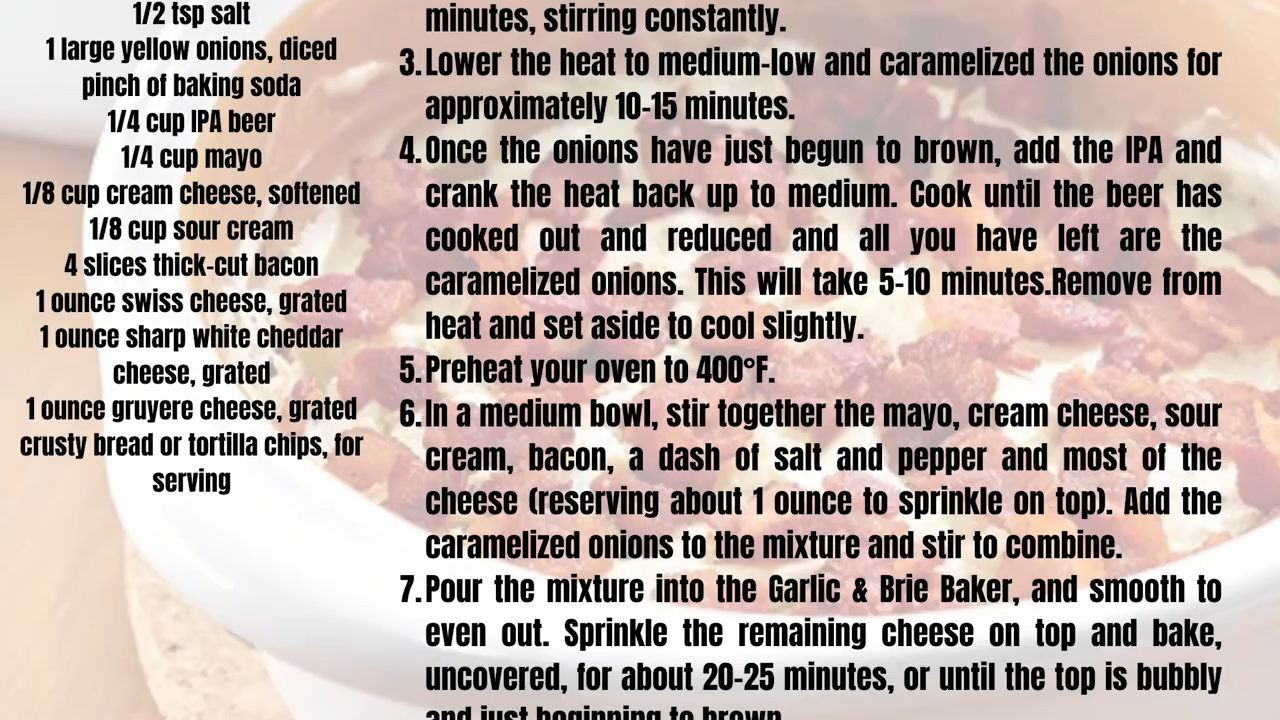 1/2 tsp salt
1 large yellow onions, diced
pinch of baking soda
1/4 cup IPA beer
1/4 cup mayo
1/8 cup cream cheese, softened
1/8 cup sour cream
4 slices thick-cut bacon
1 ounce swiss cheese, grated
1 ounce sharp white cheddar
cheese, grated
1 ounce gruyere cheese, grated
crusty bread or tortilla chips, for
serving
minutes, stirring constantly.
3. Lower the heat to medium-low and caramelized the onions for
approximately 10-15 minutes.
4. Once the onions have just begun to brown, add the IPA and
crank the heat back up to medium. Cook until the beer has
cooked out and reduced and all you have left are the
caramelized onions. This will take 5-10 minutes.Remove from
heat and set aside to cool slightly.
5. Preheat your oven to 400°F.
6. In a medium bowl, stir together the mayo, cream cheese, sour
cream, bacon, a dash of salt and pepper and most of the
cheese (reserving about 1 ounce to sprinkle on top). Add the
caramelized onions to the mixture and stir to combine.
7. Pour the mixture into the Garlic & Brie Baker, and smooth to
even out. Sprinkle the remaining cheese on top and bake,
uncovered, for about 20-25 minutes, or until the top is bubbly
and just beginning to brown.